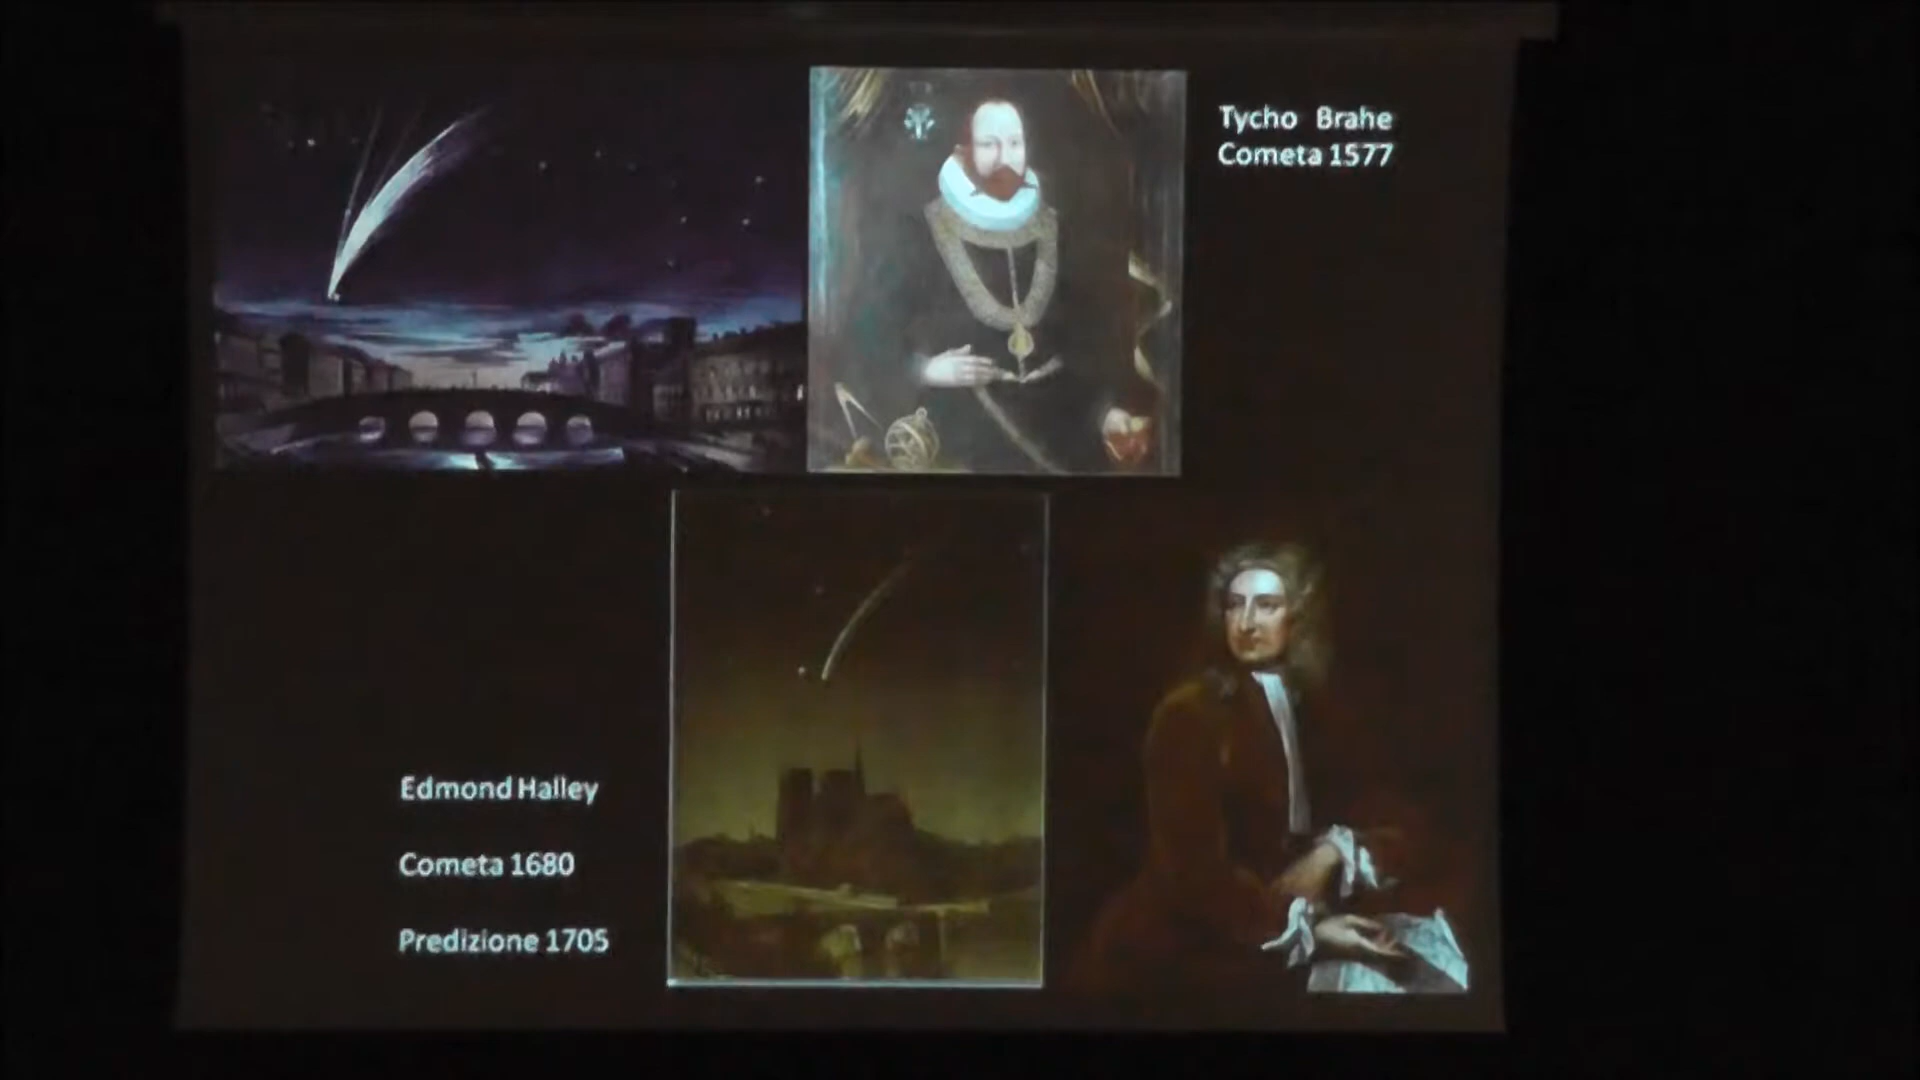 Tycho Brahe
Cometa 1577
Edmond Halley
Cometa 1680
Predizione 1705